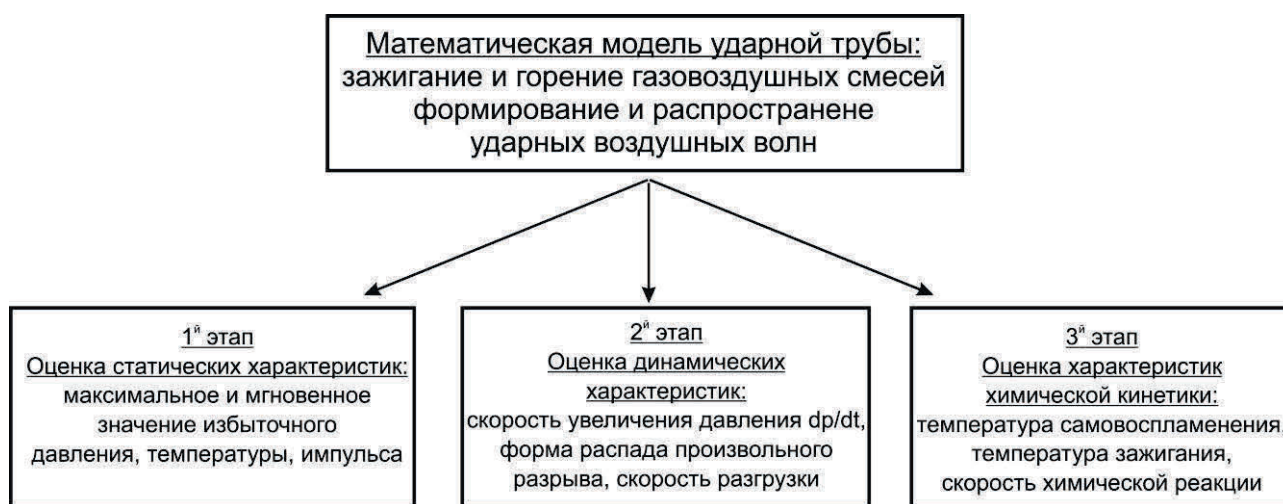 Математическая модель ударной трубы:
зажигание и горение газовоздушных смесей
формирование и распространене
ударных воздушных волн
1й этап
Оценка статических характеристик:
максимальное и мгновенное
значение избыточного
давления, температуры, импульса
2й этап
Оценка динамических
характеристик:
скорость увеличения давления dp/dt,
форма распада произвольного
разрыва, скорость разгрузки
3й этап
Оценка характеристик
химической кинетики:
температура самовоспламенения,
температура зажигания,
скорость химической реакции